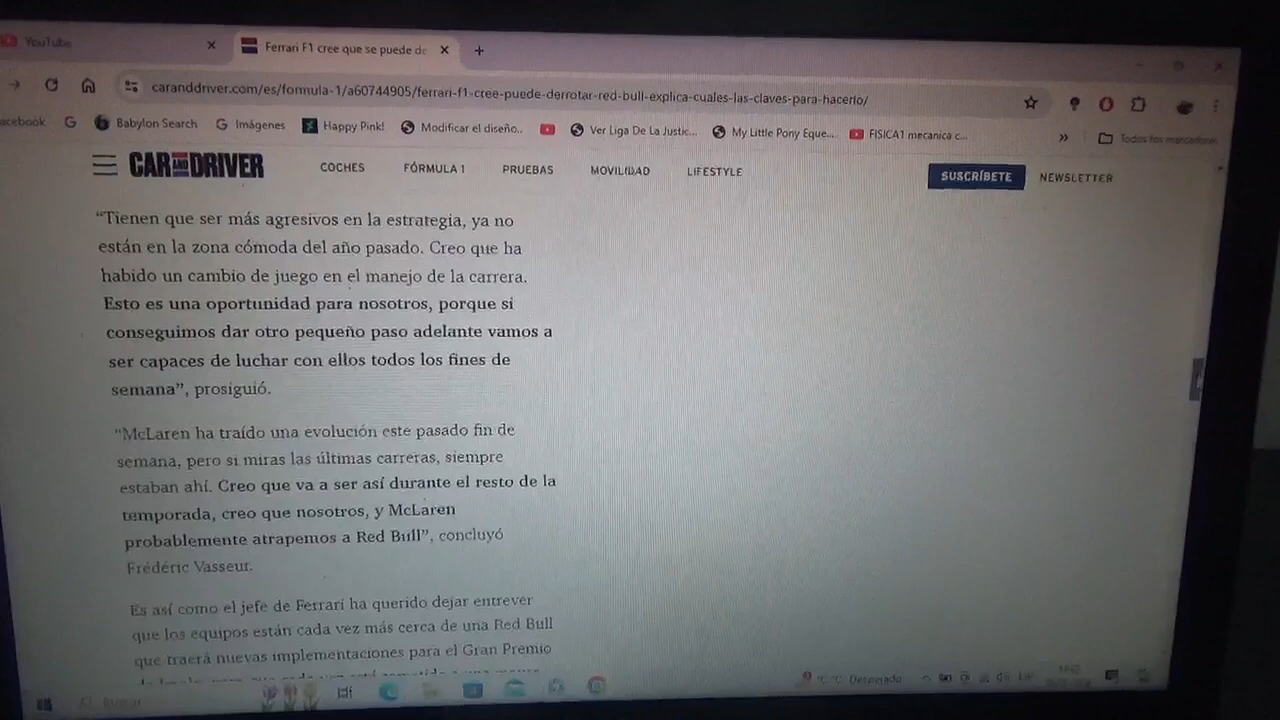 YouTube
Ferrari F1 cree que se puede de
caranddriver.com/es/formula-1/a60744905/ferrari-f1-cree-puede-derrotar-red-bull-explica-cuales-las-claves-para-hacerlo/
acebook
Babylon Search
Imágenes
Happy Pink!
Modificar el diseño...
Ver Liga De La Justic...
My Little Pony Eque...
FISICA1 mecanica c...
»
Todos los marcadores
CAR AND DRIVER
COCHES
FÓRMULA 1
PRUEBAS
MOVILIDAD
LIFESTYLE
SUSCRÍBETE
NEWSLETTER
“Tienen que ser más agresivos en la estrategia, ya no
están en la zona cómoda del año pasado. Creo que ha
habido un cambio de juego en el manejo de la carrera.
Esto es una oportunidad para nosotros, porque si
conseguimos dar otro pequeño paso adelante vamos a
ser capaces de luchar con ellos todos los fines de
semana”, prosiguió.
“McLaren ha traído una evolución este pasado fin de
semana, pero si miras las últimas carreras, siempre
estaban ahí. Creo que va a ser así durante el resto de la
temporada, creo que nosotros, y McLaren
probablemente atrapemos a Red Bull”, concluyó
Frédéric Vasseur.
Es así como el jefe de Ferrari ha querido dejar entrever
que los equipos están cada vez más cerca de una Red Bull
que traerá nuevas implementaciones para el Gran Premio
Buscar
°C Despejado
ESP